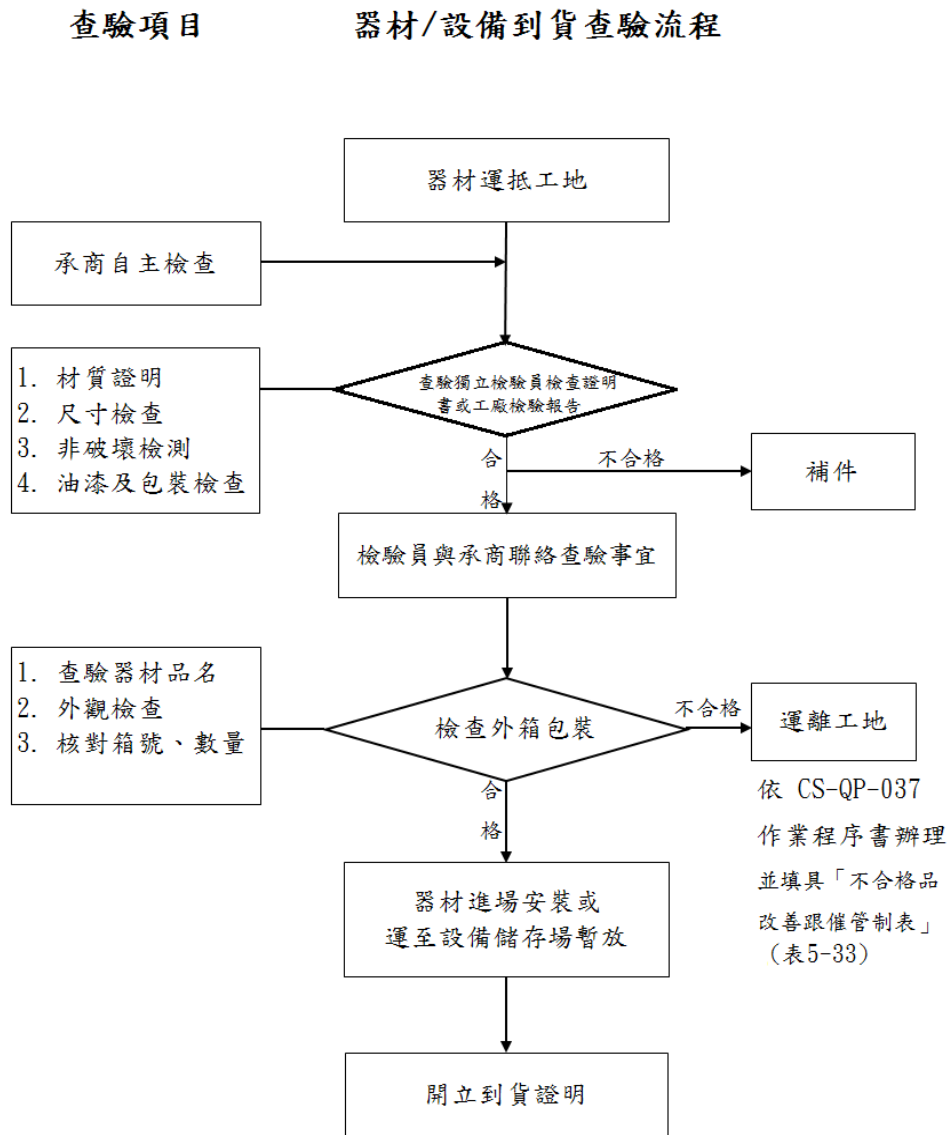 查驗項目
器材/設備到貨查驗流程
器材運抵工地
承商自主檢查
查驗獨立檢驗員檢查證明
書或工廠檢驗報告
1. 材質證明
2. 尺寸檢查
3. 非破壞檢測
4. 油漆及包裝檢查
合
格
不合格
補件
檢驗員與承商聯絡查驗事宜
1. 查驗器材品名
2. 外觀檢查
3. 核對箱號、數量
檢查外箱包裝
不合格
運離工地
依 CS-QP-037
作業程序書辦理
並填具「不合格品
改善跟催管制表」
(表5-33)
合
格
器材進場安裝或
運至設備儲存場暫放
開立到貨證明